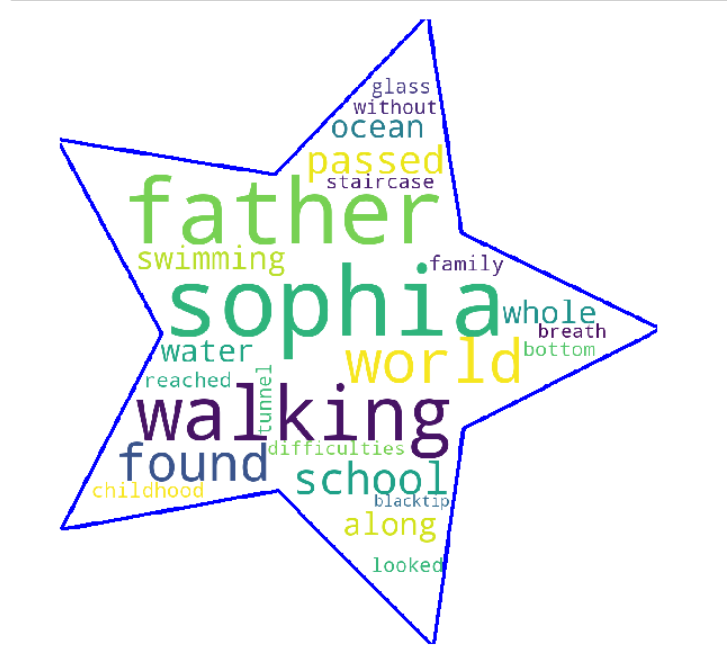 glass
without
ocean
passed
staircase
father
swimming
family
sophia
whole
breath
world
bottom
water
reached
tunnel
walking
difficulties
found
school
childhood
blacktip
along
looked